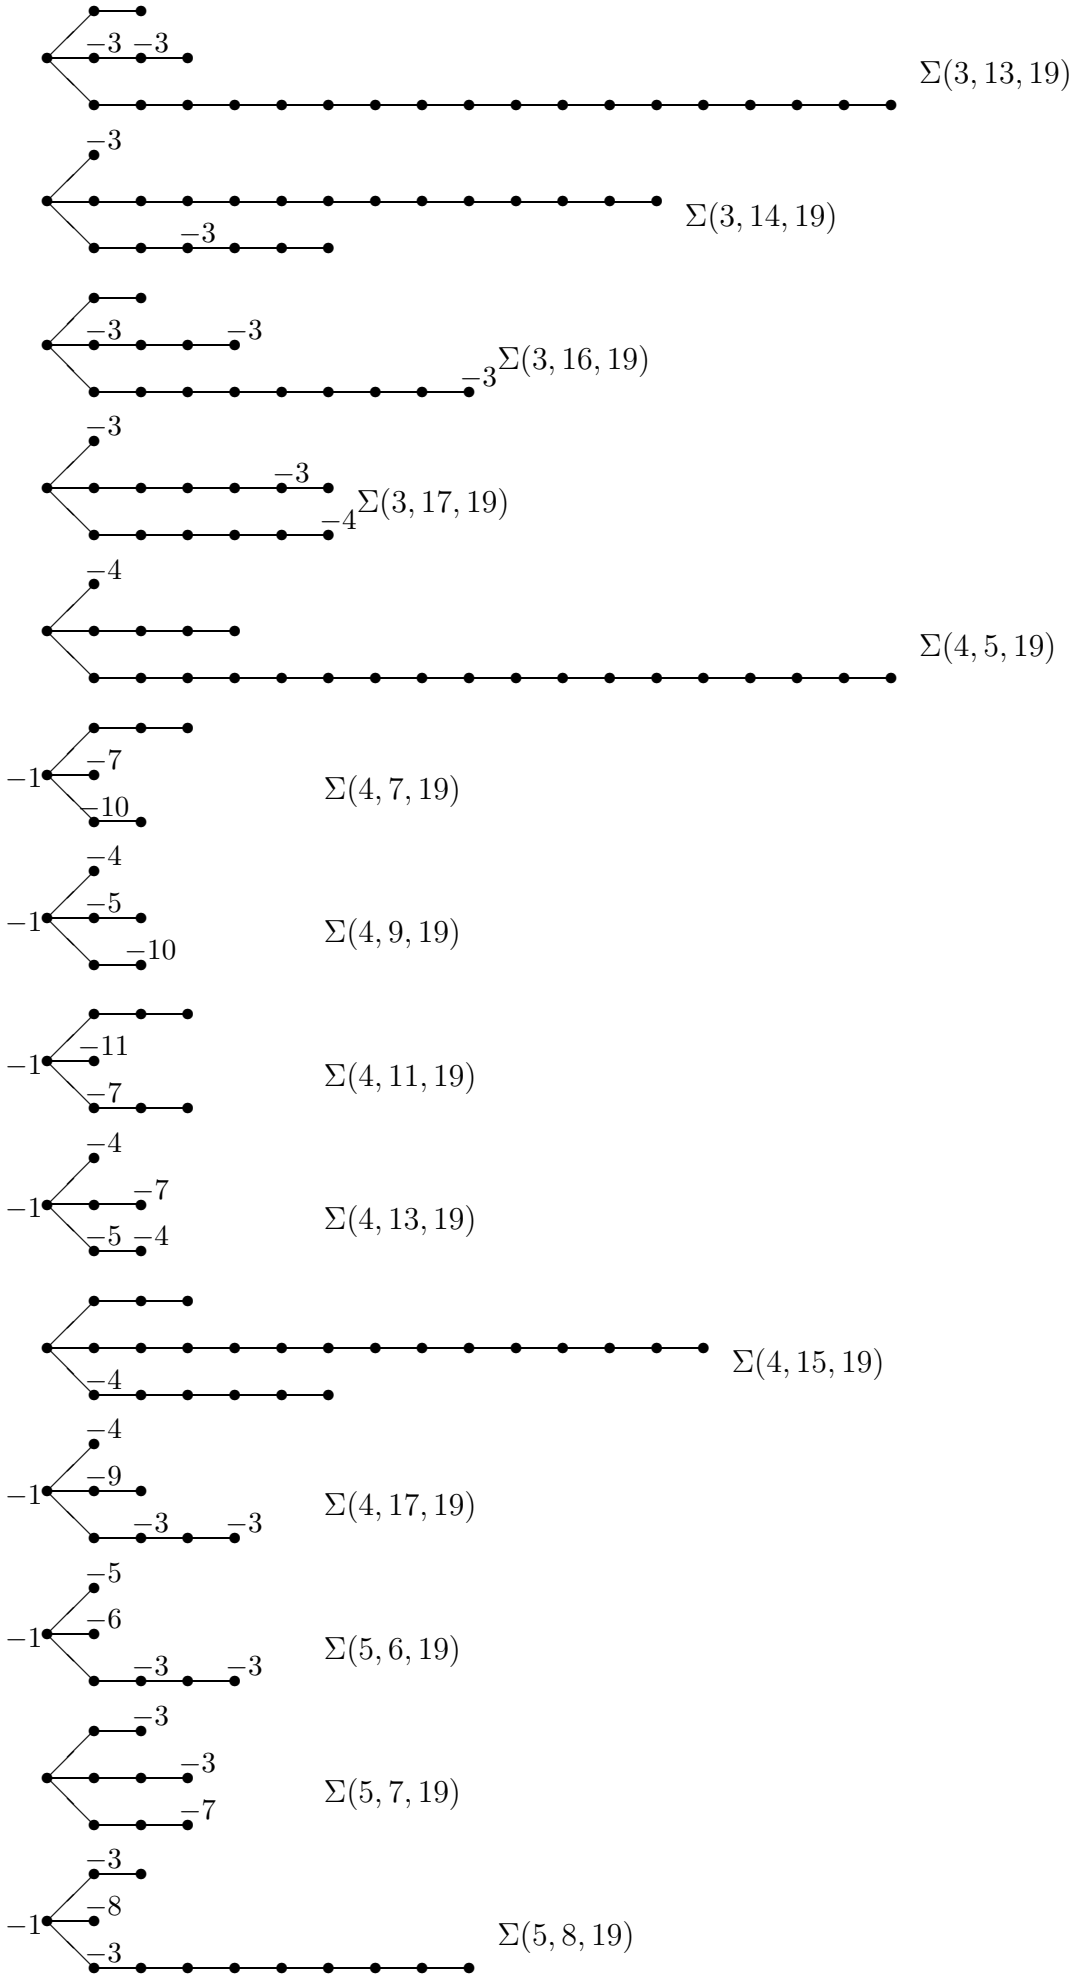 −3 −3
Σ(3, 13, 19)
−3
Σ(3, 14, 19)
−3
−3 −3
Σ(3, 16, 19)
−3
−3
−3
Σ(3, 17, 19)
−4
−4
Σ(4, 5, 19)
−7
−1
Σ(4, 7, 19)
−10
−4
−5
−1
Σ(4, 9, 19)
−10
−11
−1
Σ(4, 11, 19)
−7
−4
−7
−1
Σ(4, 13, 19)
−5 −4
Σ(4, 15, 19)
−4
−4
−9
−1
Σ(4, 17, 19)
−3 −3
−5
−6
−1
Σ(5, 6, 19)
−3 −3
−3
−3
Σ(5, 7, 19)
−7
−3
−8
−1
Σ(5, 8, 19)
−3